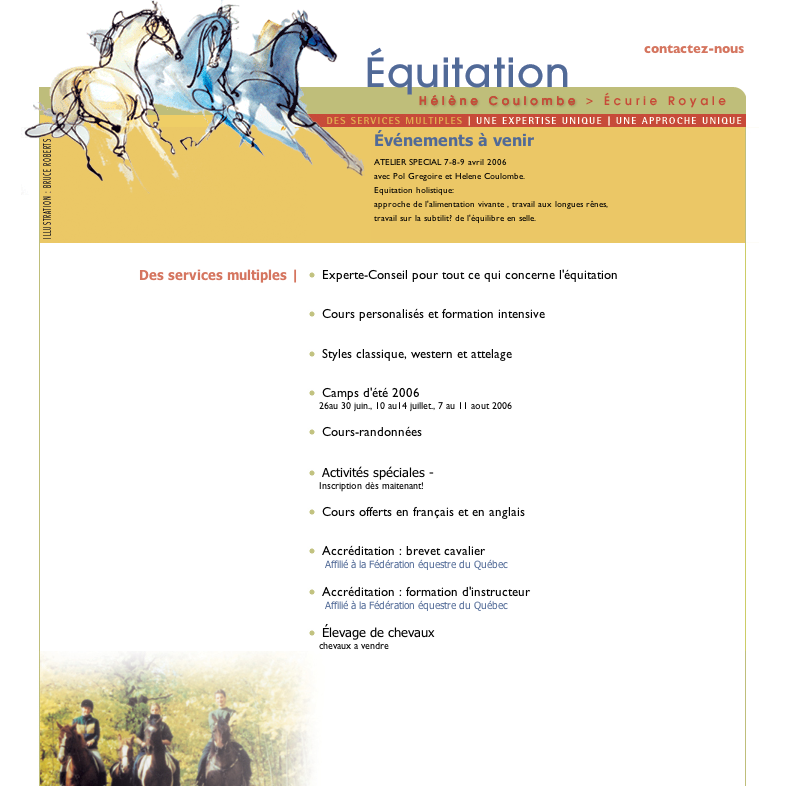 contactez-nous
Équitation
Hélène Coulombe > Écurie Royale
DES SERVICES MULTIPLES | UNE EXPERTISE UNIQUE | UNE APPROCHE UNIQUE
Événements à venir
ATELIER SPECIAL 7-8-9 avril 2006
avec Pol Gregoire et Helene Coulombe.
Equitation holistique:
approche de l'alimentation vivante , travail aux longues rênes,
travail sur la subtilit? de l'équilibre en selle.
ILLUSTRATION : BRUCE ROBERTS
Des services multiples |
• Experte-Conseil pour tout ce qui concerne l'équitation
• Cours personalisés et formation intensive
• Styles classique, western et attelage
• Camps d'été 2006
26au 30 juin., 10 au14 juillet., 7 au 11 aout 2006
• Cours-randonnées
• Activités spéciales -
Inscription dès maitenant!
• Cours offerts en français et en anglais
• Accréditation : brevet cavalier
Affilié à la Fédération équestre du Québec
• Accréditation : formation d'instructeur
Affilié à la Fédération équestre du Québec
• Élevage de chevaux
chevaux a vendre